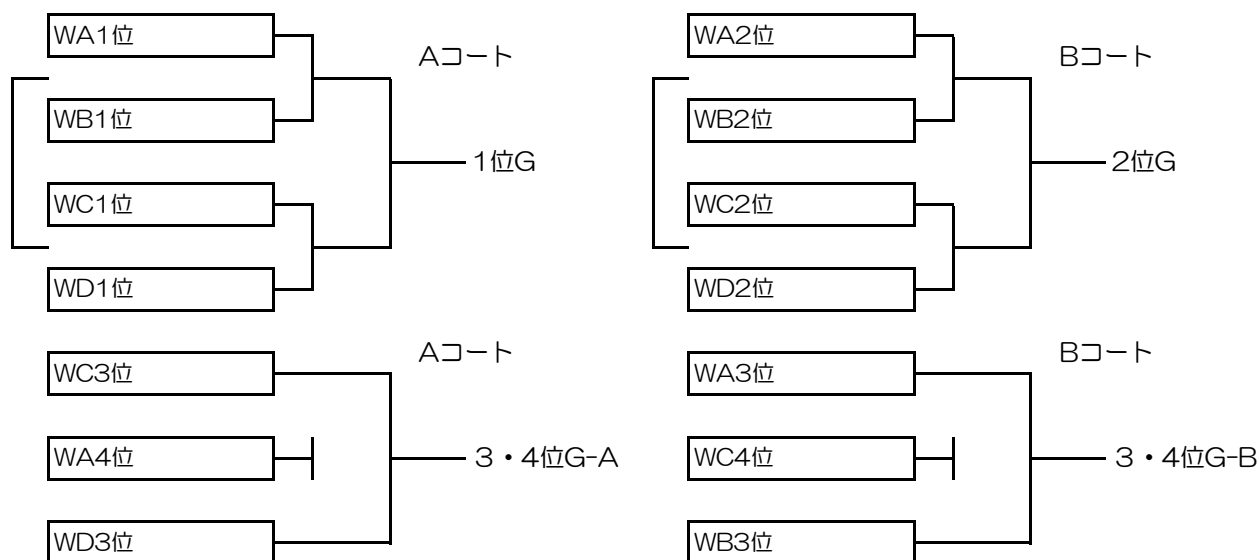 WA1位
Aコート
WB1位
1位G
WC1位
WD1位
WA2位
Bコート
WB2位
2位G
WC2位
WD2位
WC3位
Aコート
WA4位
3・4位G-A
WD3位
WA3位
Bコート
WC4位
3・4位G-B
WB3位